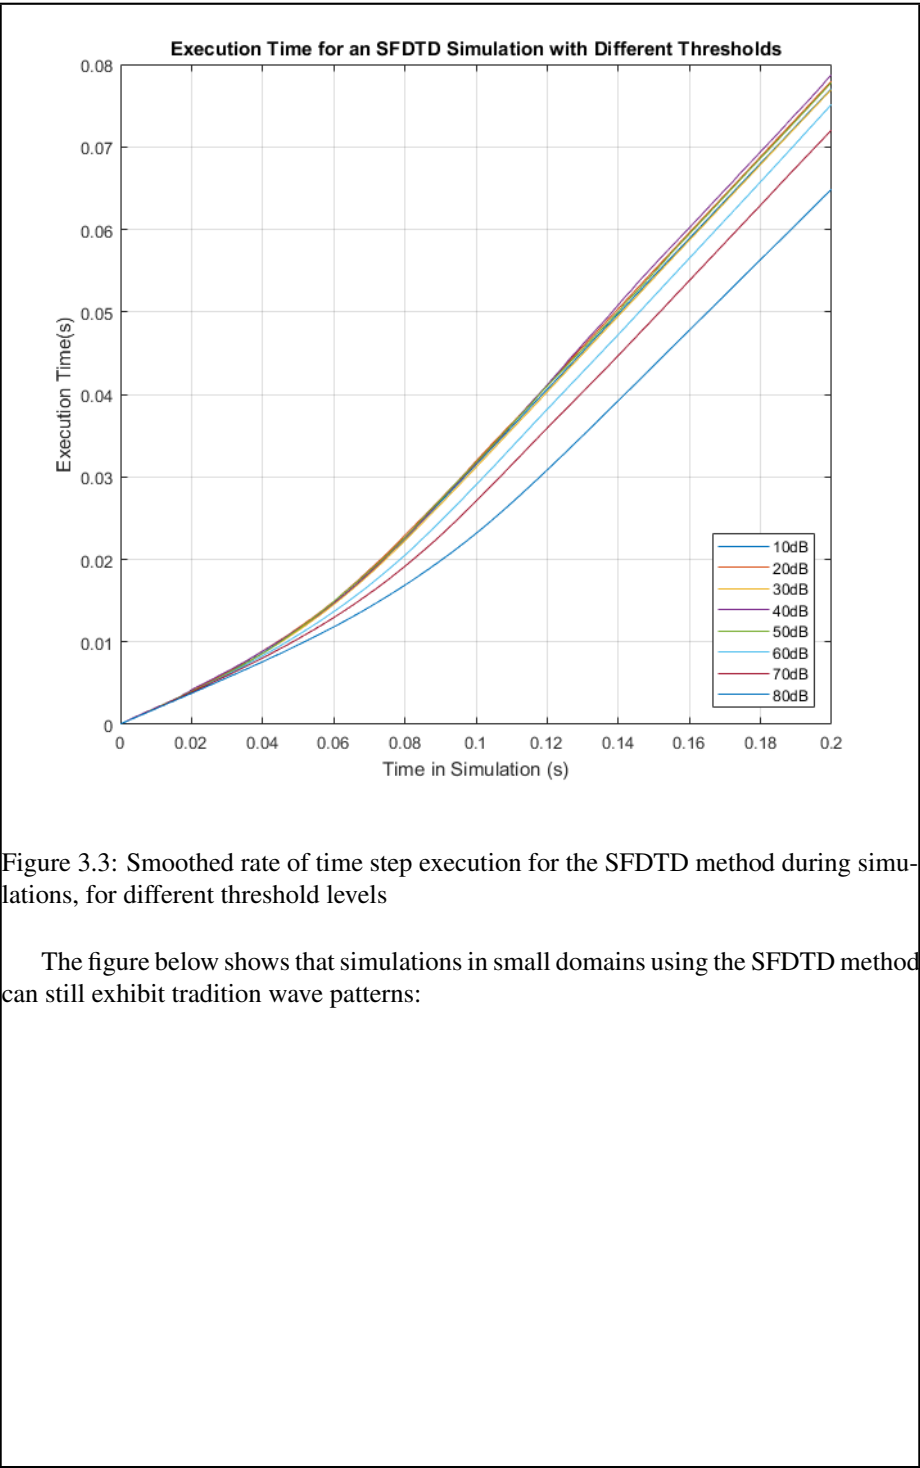 Execution Time for an SFDTD Simulation with Different Thresholds
0.08
0.07
0.06
0.05
0.04
0.03
0.02
0.01
0
Execution Time(s)
10dB
20dB
30dB
40dB
50dB
60dB
70dB
80dB
0 0.02 0.04 0.06 0.08 0.1 0.12 0.14 0.16 0.18 0.2
Time in Simulation (s)
Figure 3.3: Smoothed rate of time step execution for the SFDTD method during simu-
lations, for different threshold levels
The figure below shows that simulations in small domains using the SFDTD method
can still exhibit tradition wave patterns: